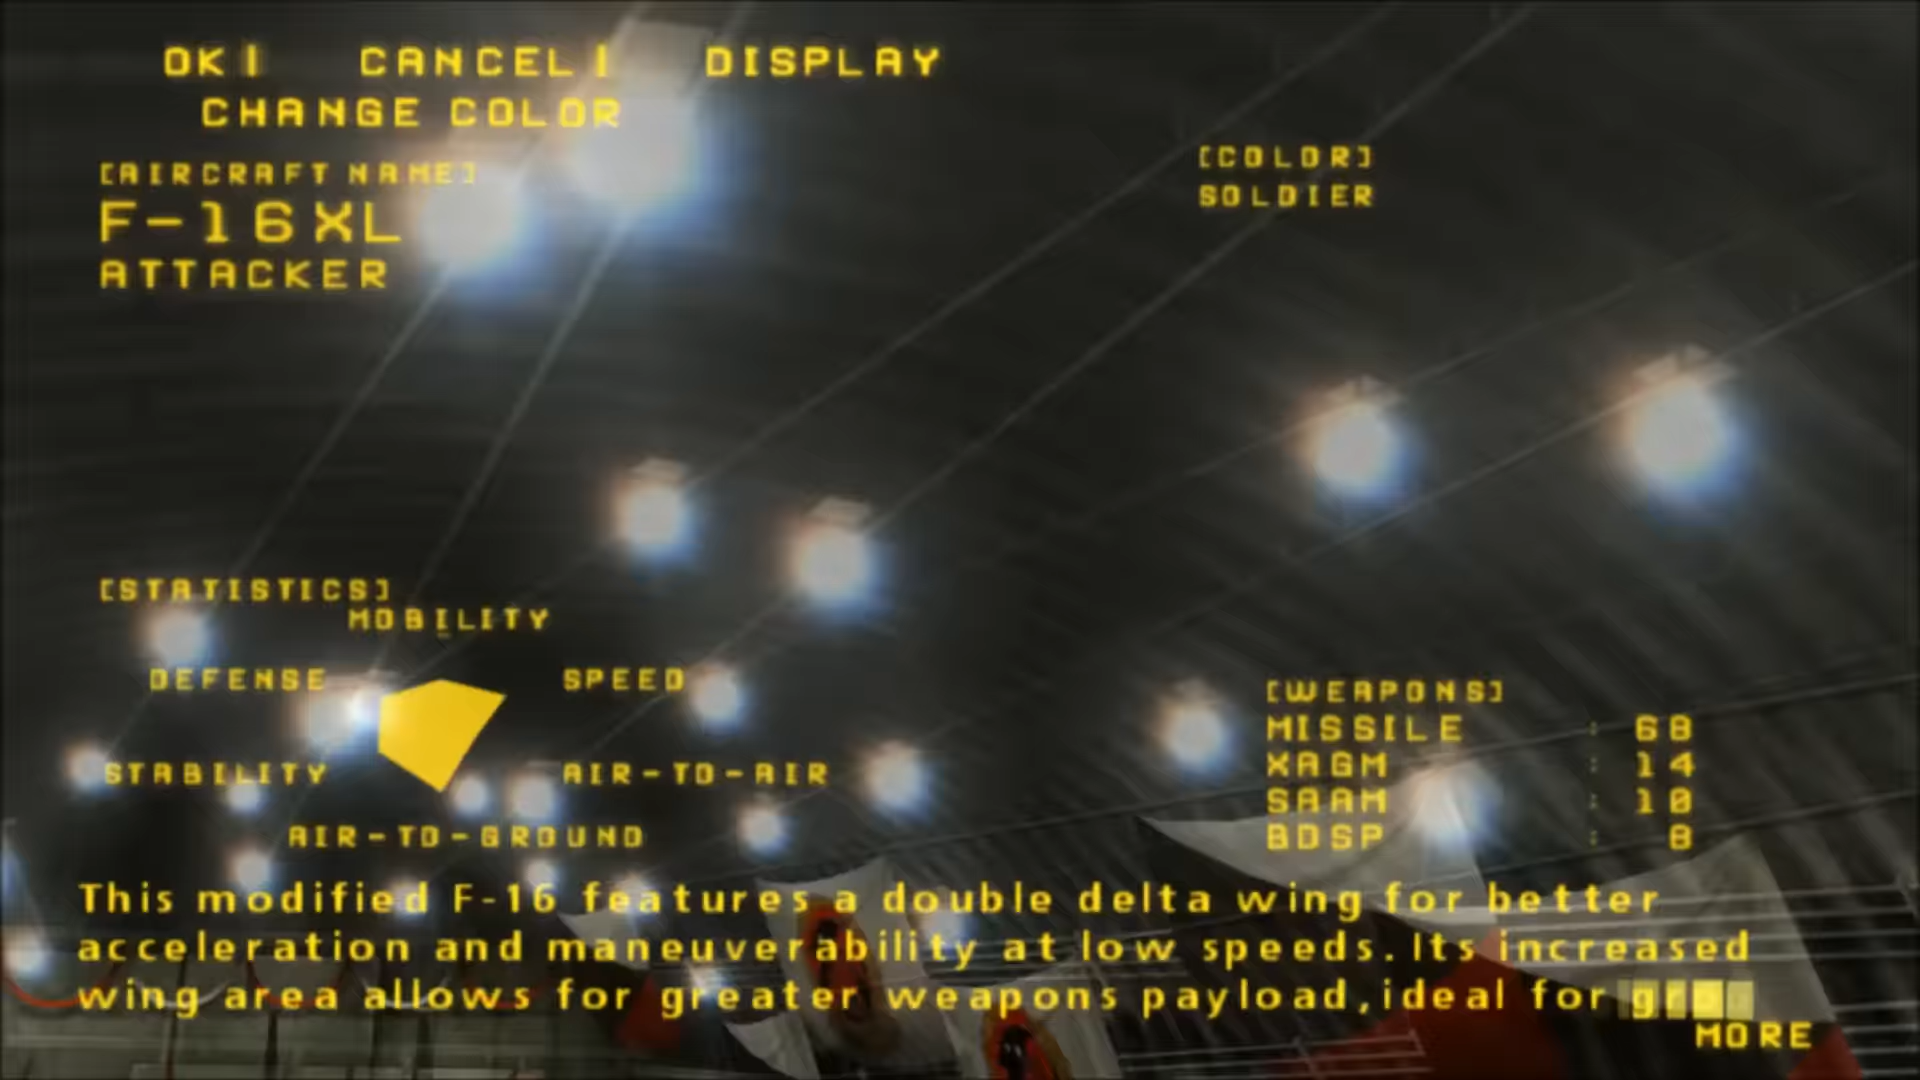 OK | CANCEL | DISPLAY
CHANGE COLOR
[AIRCRAFT NAME]
F-16XL
ATTACKER
[COLOR]
SOLDIER
[STATISTICS]
MOBILITY
DEFENSE SPEED
STABILITY AIR-TO-AIR
AIR-TO-GROUND
[WEAPONS]
MISSILE : 68
XAGM : 14
SAAM : 10
BDSP : 8
This modified F-16 features a double delta wing for better
acceleration and maneuverability at low speeds. Its increased
wing area allows for greater weapons payload, ideal for gro
MORE